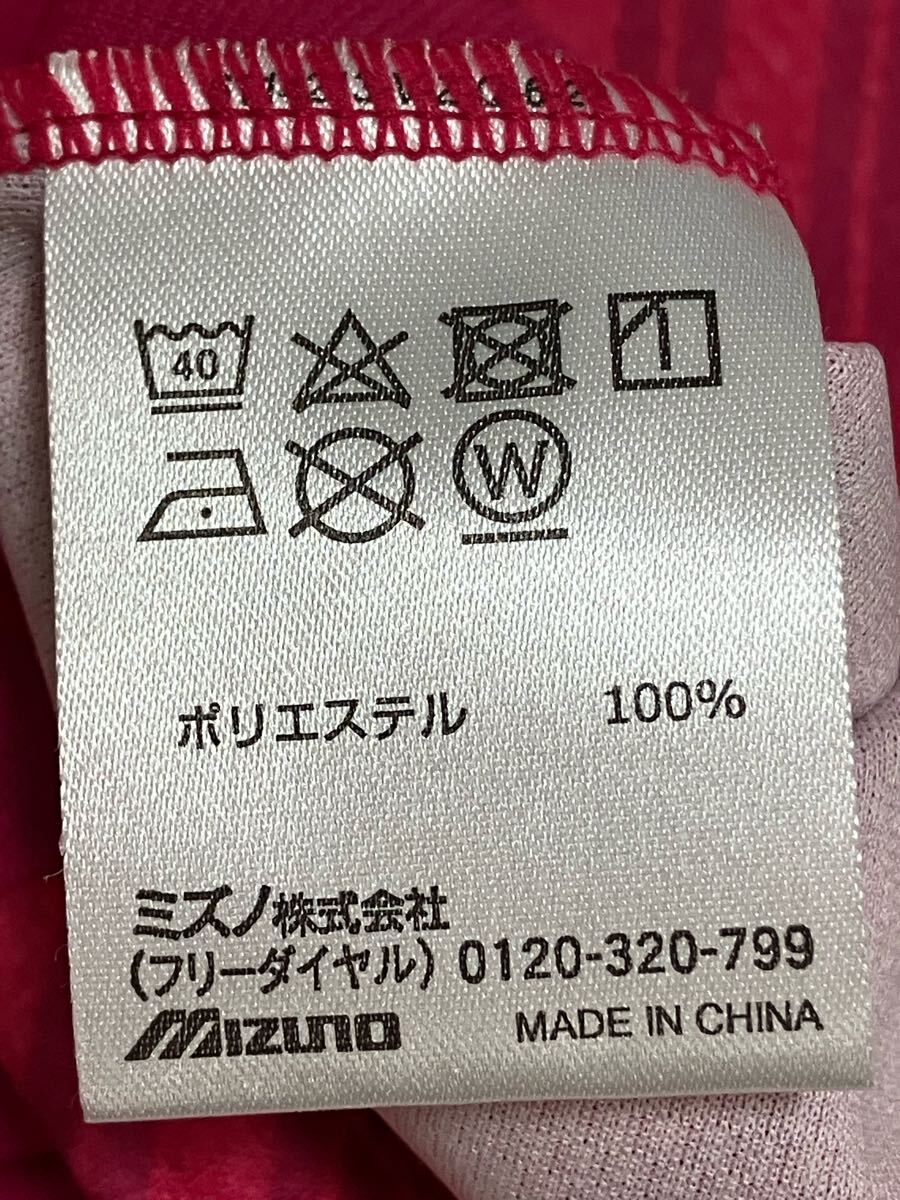 40
W
ポリエステル 100%
ミズノ株式会社
(フリーダイヤル) 0120-320-799
MIZUNO MADE IN CHINA